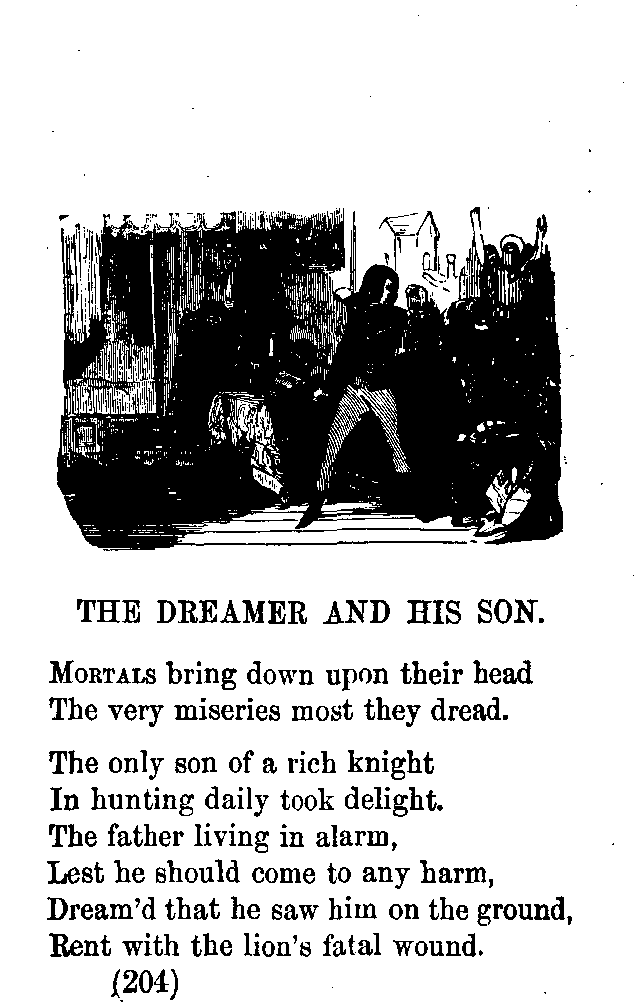 THE DREAMER AND HIS SON.
MORTALS bring down upon their head
The very miseries most they dread.
The only son of a rich knight
In hunting daily took delight.
The father living in alarm,
Lest he should come to any harm,
Dream'd that he saw him on the ground,
Rent with the lion's fatal wound.
(204)